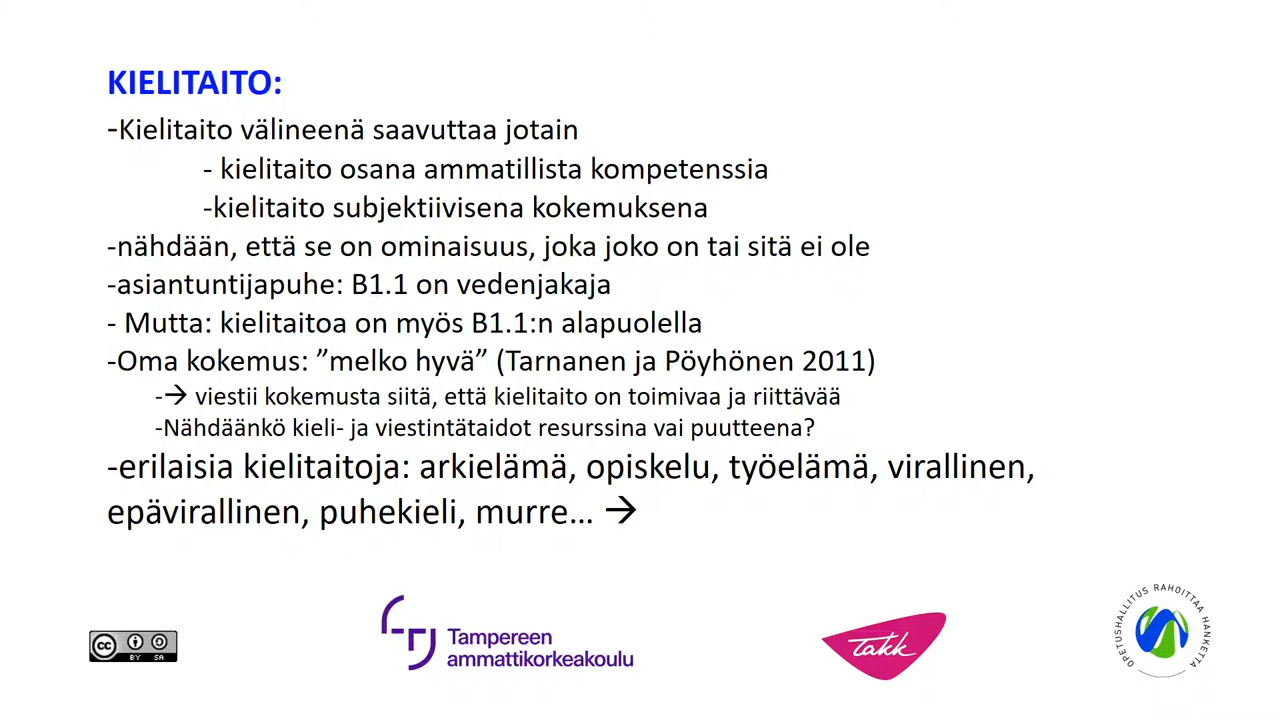 KIELITAITO:
-Kielitaito välineenä saavuttaa jotain
- kielitaito osana ammatillista kompetenssia
-kielitaito subjektiivisena kokemuksena
-nähdään, että se on ominaisuus, joka joko on tai sitä ei ole
-asiantuntijapuhe: B1.1 on vedenjakaja
- Mutta: kielitaitoa on myös B1.1:n alapuolella
-Oma kokemus: ”melko hyvä” (Tarnanen ja Pöyhönen 2011)
-→ viestii kokemusta siitä, että kielitaito on toimivaa ja riittävää
-Nähdäänkö kieli- ja viestintätaidot resurssina vai puutteena?
-erilaisia kielitaitoja: arkielämä, opiskelu, työelämä, virallinen,
epävirallinen, puhekieli, murre… →
cc BY SA
Tampereen
ammattikorkeakoulu
takk
OPETUSHALLITUS RAHOITTAA HANKETTA